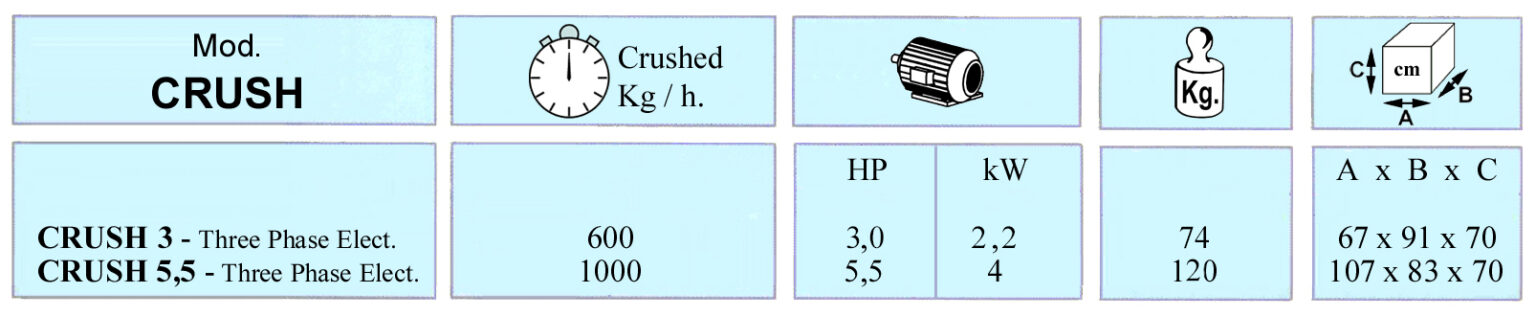 Mod.
CRUSH
Crushed
Kg / h.
Kg.
C
cm
B
A
HP
kW
A x B x C
CRUSH 3 - Three Phase Elect.
600
3,0
2,2
74
67 x 91 x 70
CRUSH 5,5 - Three Phase Elect.
1000
5,5
4
120
107 x 83 x 70